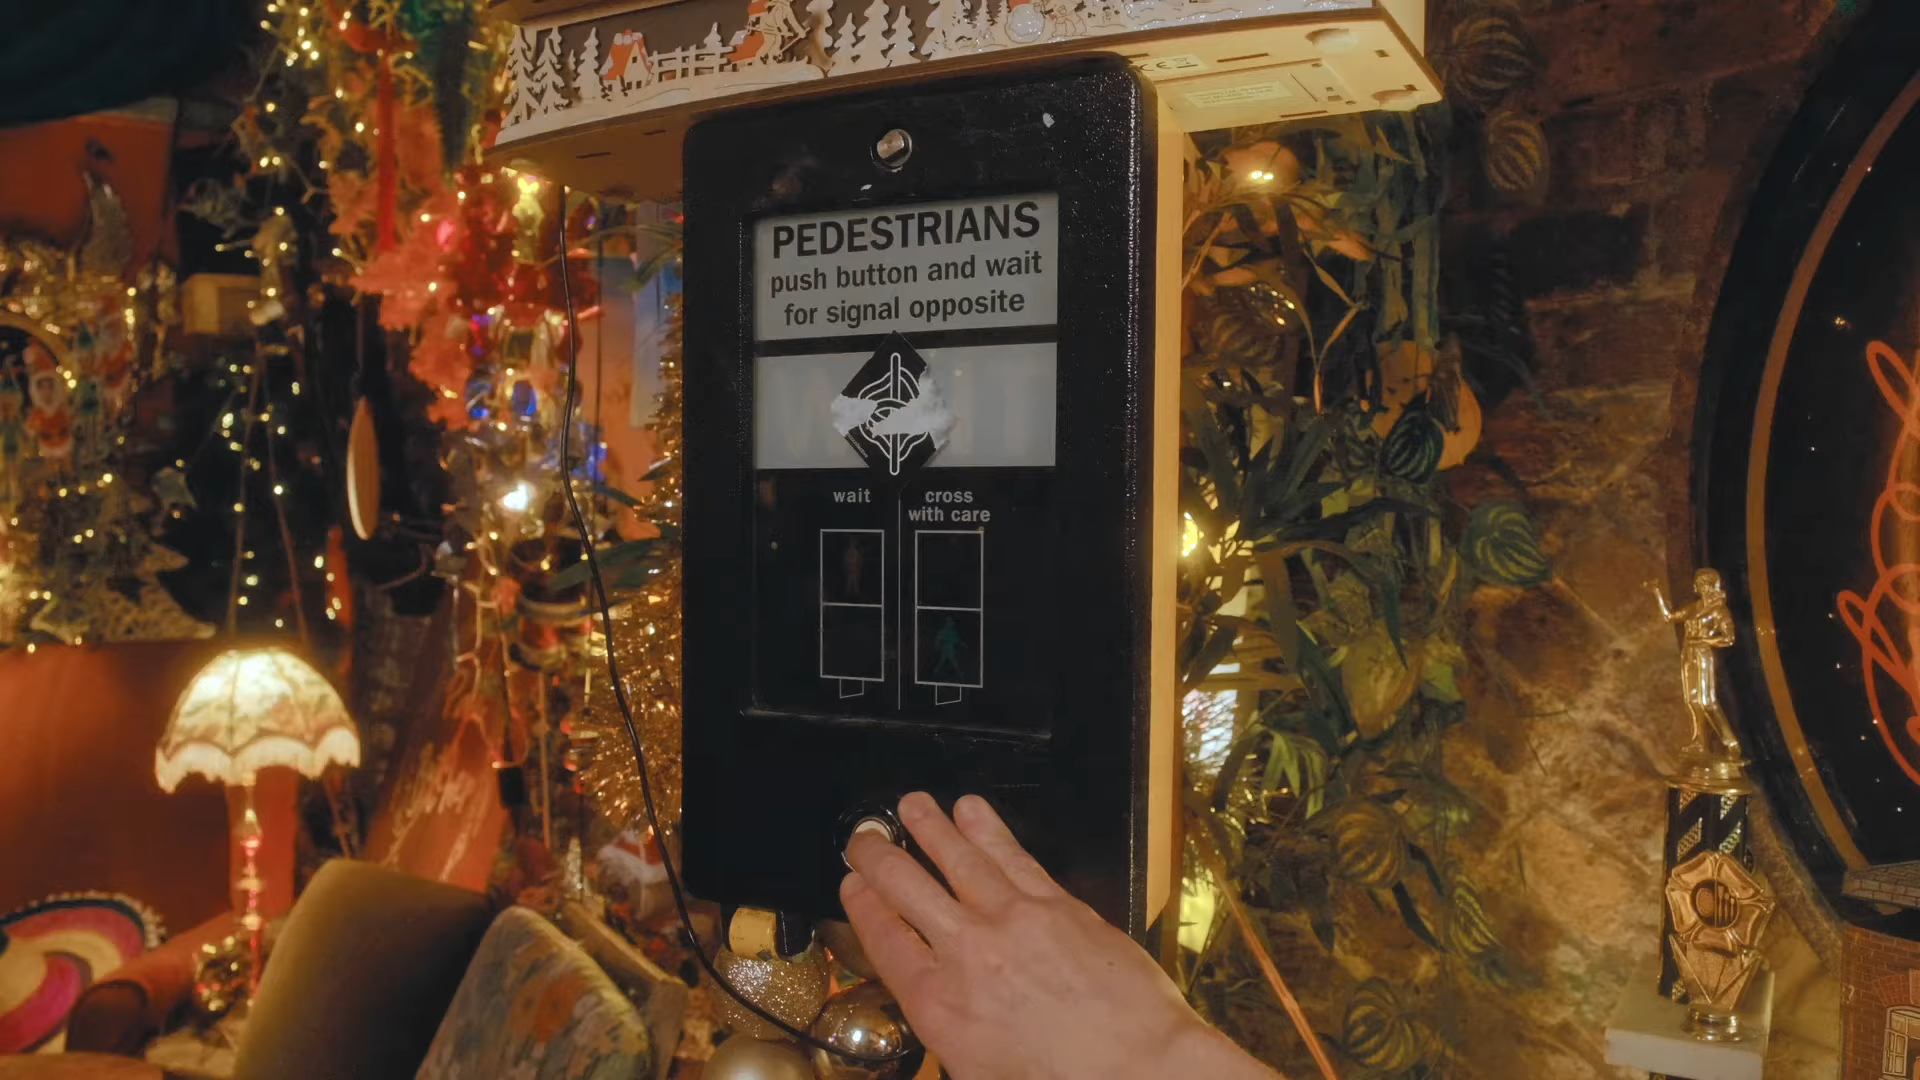 PEDESTRIANS
push button and wait
for signal opposite
wait
cross
with care